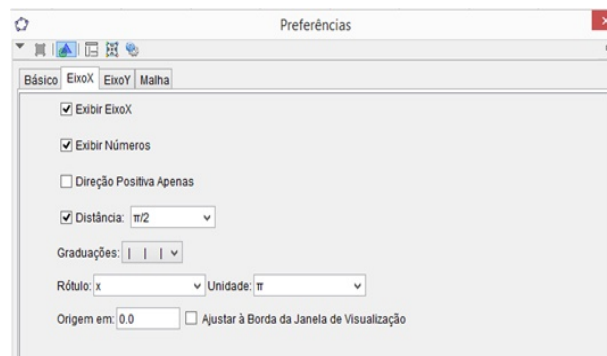 Preferências
Básico EixoX EixoY Malha
Exibir EixoX
Exibir Números
Direção Positiva Apenas
Distância: π/2
Graduações: | | |
Rótulo: x Unidade: π
Origem em: 0.0 Ajustar à Borda da Janela de Visualização